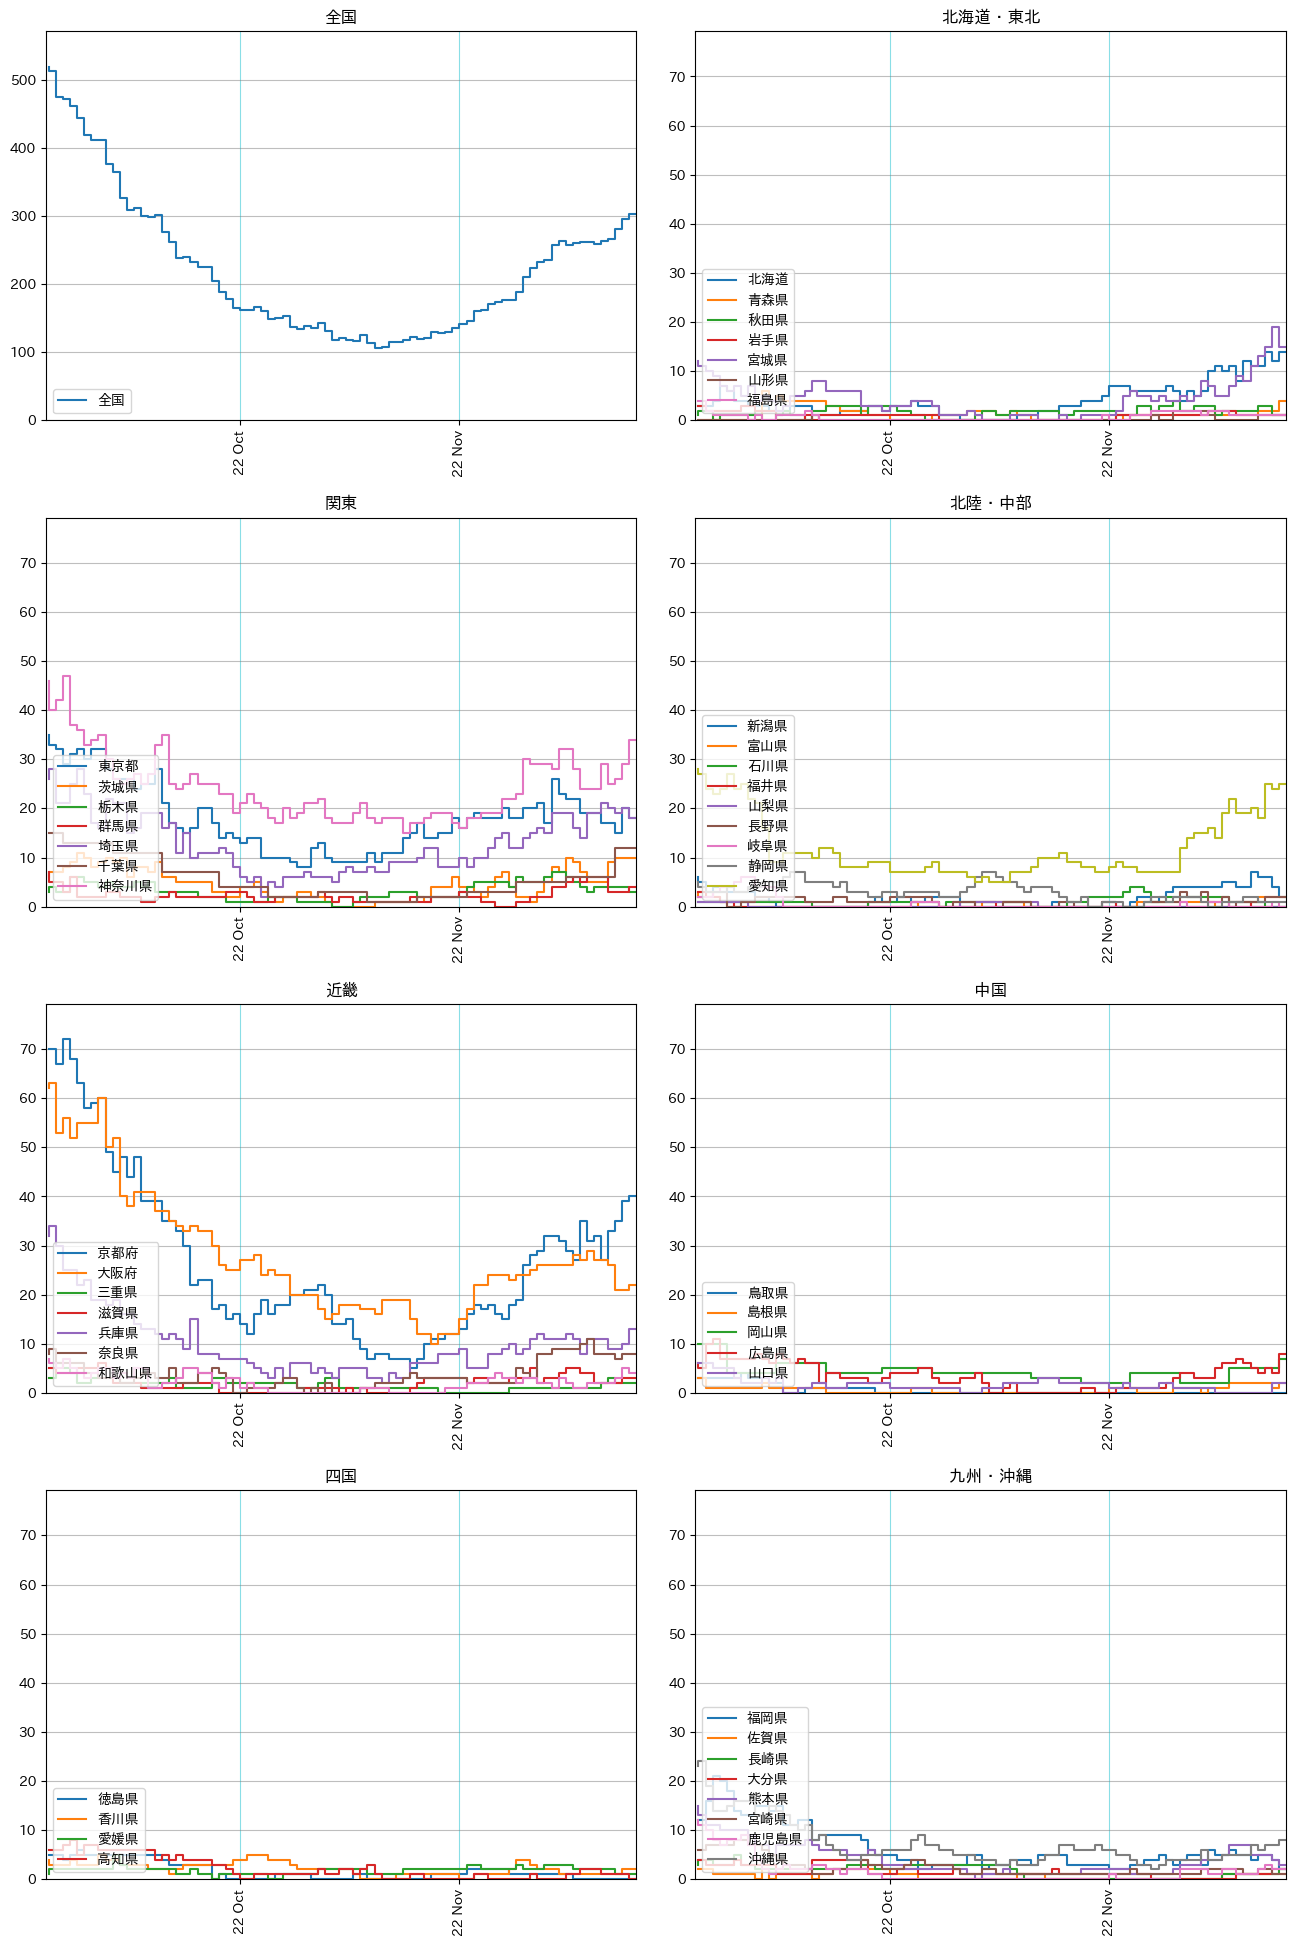 全国
500
400
300
200
100
0
全国
22 Oct
22 Nov
北海道・東北
70
60
50
40
30
20
10
0
北海道
青森県
秋田県
岩手県
宮城県
山形県
福島県
22 Oct
22 Nov
関東
70
60
50
40
30
20
10
0
東京都
茨城県
栃木県
群馬県
埼玉県
千葉県
神奈川県
22 Oct
22 Nov
北陸・中部
70
60
50
40
30
20
10
0
新潟県
富山県
石川県
福井県
山梨県
長野県
岐阜県
静岡県
愛知県
22 Oct
22 Nov
近畿
70
60
50
40
30
20
10
0
京都府
大阪府
三重県
滋賀県
兵庫県
奈良県
和歌山県
22 Oct
22 Nov
中国
70
60
50
40
30
20
10
0
鳥取県
島根県
岡山県
広島県
山口県
22 Oct
22 Nov
四国
70
60
50
40
30
20
10
0
徳島県
香川県
愛媛県
高知県
22 Oct
22 Nov
九州・沖縄
70
60
50
40
30
20
10
0
福岡県
佐賀県
長崎県
大分県
熊本県
宮崎県
鹿児島県
沖縄県
22 Oct
22 Nov